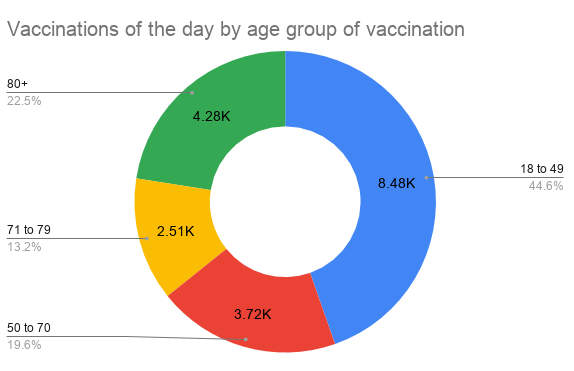 Vaccinations of the day by age group of vaccination
80+
22.5%
4.28K
18 to 49
44.6%
8.48K
71 to 79
13.2%
2.51K
50 to 70
19.6%
3.72K